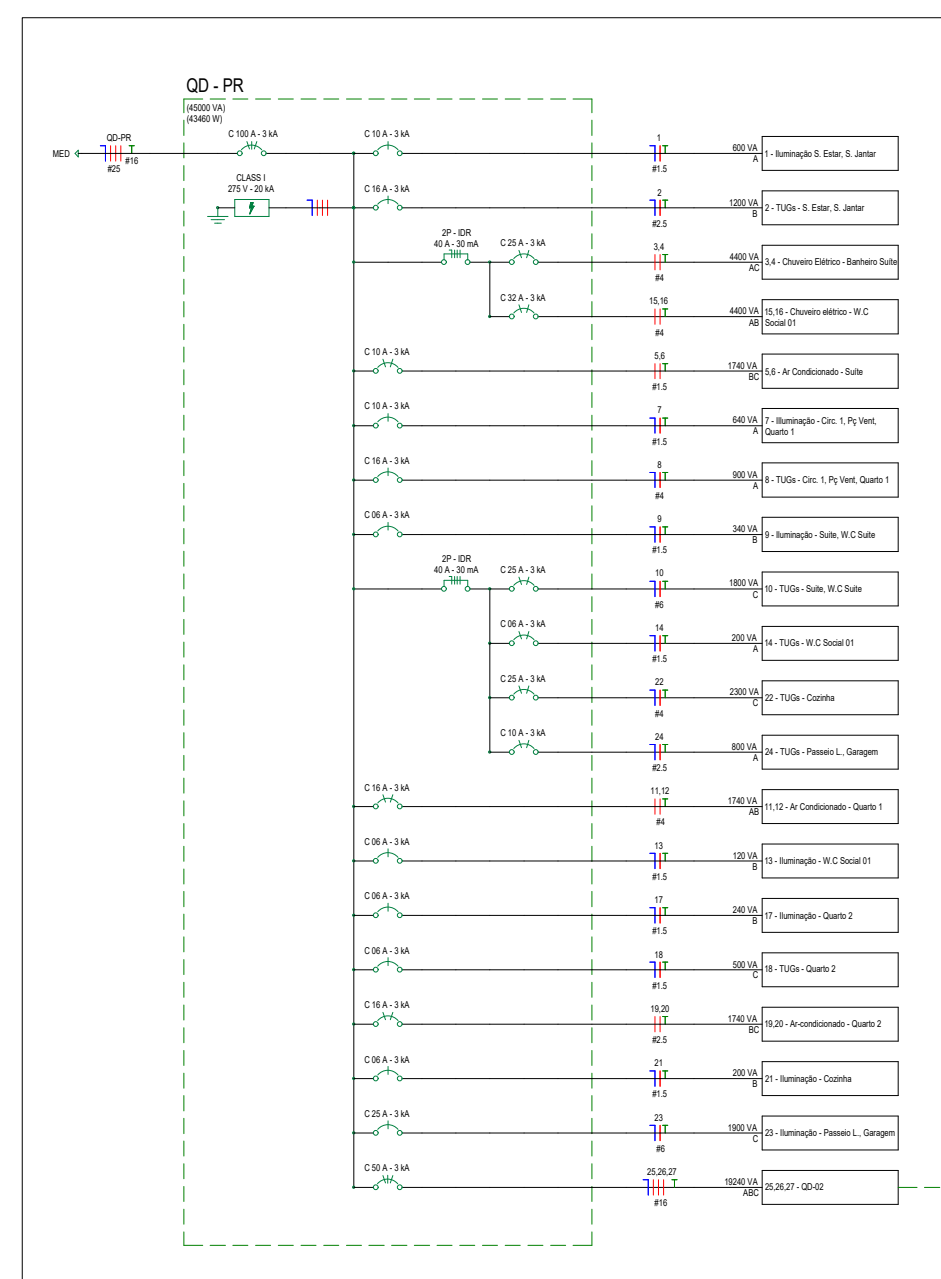 QD - PR
(45000 VA)
(43460 W)
MED
QD-PR
#25
#16
C 100 A - 3 kA
CLASS I
275 V - 20 kA
C 10 A - 3 kA
1
#1.5
600 VA
A
1 - Iluminação S. Estar, S. Jantar
C 16 A - 3 kA
2
#2.5
1200 VA
B
2 - TUGs - S. Estar, S. Jantar
2P - IDR
40 A - 30 mA
C 25 A - 3 kA
3,4
#4
4400 VA
AC
3,4 - Chuveiro Elétrico - Banheiro Suíte
C 32 A - 3 kA
15,16
#4
4400 VA
AB
15,16 - Chuveiro elétrico - W.C
Social 01
C 10 A - 3 kA
5,6
#1.5
1740 VA
BC
5,6 - Ar Condicionado - Suíte
C 10 A - 3 kA
7
#1.5
640 VA
A
7 - Illuminação - Circ. 1, Pç Vent,
Quarto 1
C 16 A - 3 kA
8
#4
900 VA
A
8 - TUGs - Circ. 1, Pç Vent, Quarto 1
C 06 A - 3 kA
9
#1.5
340 VA
B
9 - Iluminação - Suite, W.C Suite
2P - IDR
40 A - 30 mA
C 25 A - 3 kA
10
#6
1800 VA
C
10 - TUGs - Suite, W.C Suite
C 06 A - 3 kA
14
#1.5
200 VA
A
14 - TUGs - W.C Social 01
C 25 A - 3 kA
22
#4
2300 VA
C
22 - TUGs - Cozinha
C 10 A - 3 kA
24
#2.5
800 VA
A
24 - TUGs - Passeio L., Garagem
C 16 A - 3 kA
11,12
#4
1740 VA
AB
11,12 - Ar Condicionado - Quarto 1
C 06 A - 3 kA
13
#1.5
120 VA
B
13 - Iluminação - W.C Social 01
C 06 A - 3 kA
17
#1.5
240 VA
B
17 - Iluminação - Quarto 2
C 06 A - 3 kA
18
#1.5
500 VA
C
18 - TUGs - Quarto 2
C 16 A - 3 kA
19,20
#2.5
1740 VA
BC
19,20 - Ar-condicionado - Quarto 2
C 06 A - 3 kA
21
#1.5
200 VA
B
21 - Iluminação - Cozinha
C 25 A - 3 kA
23
#6
1900 VA
C
23 - Iluminação - Passeio L., Garagem
C 50 A - 3 kA
25,26,27
#16
19240 VA
ABC
25,26,27 - QD-02